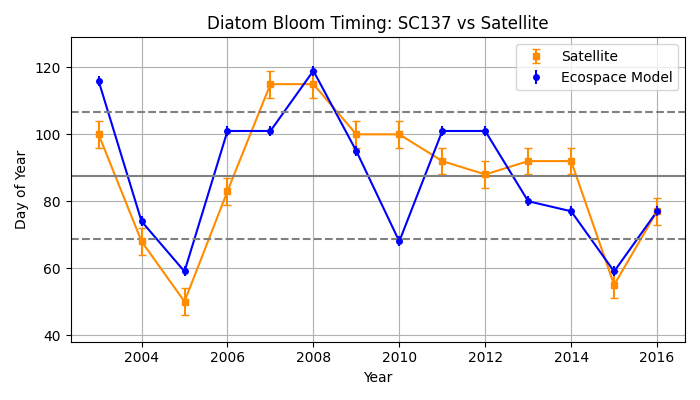 Diatom Bloom Timing: SC137 vs Satellite
Satellite
Ecospace Model
Day of Year
120
100
80
60
40
2004
2006
2008
2010
2012
2014
2016
Year